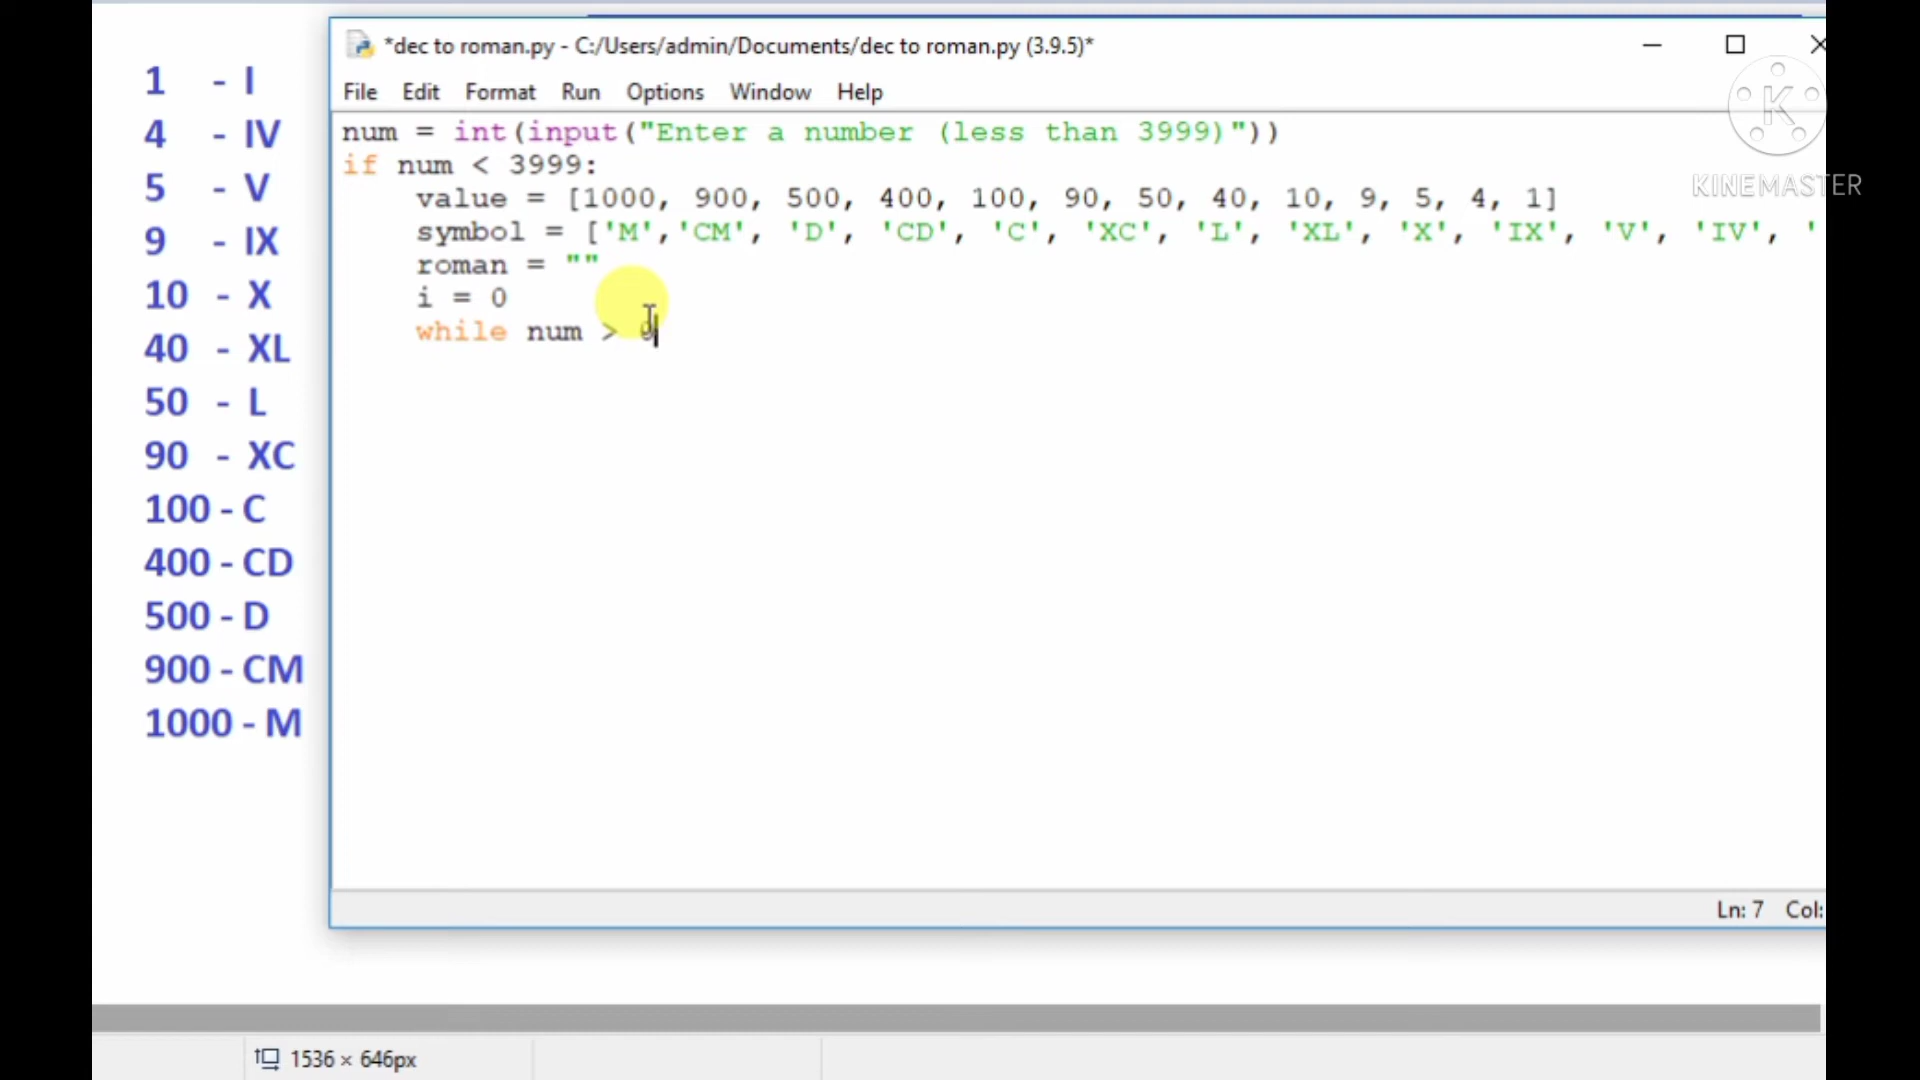 *dec to roman.py - C:/Users/admin/Documents/dec to roman.py (3.9.5)*
File Edit Format Run Options Window Help
KINEMASTER
1 - I
4 - IV
5 - V
9 - IX
10 - X
40 - XL
50 - L
90 - XC
100 - C
400 - CD
500 - D
900 - CM
1000 - M
num = int(input("Enter a number (less than 3999)"))
if num < 3999:
    value = [1000, 900, 500, 400, 100, 90, 50, 40, 10, 9, 5, 4, 1]
    symbol = ['M','CM', 'D', 'CD', 'C', 'XC', 'L', 'XL', 'X', 'IX', 'V', 'IV', '
    roman = ""
    i = 0
    while num > 0
Ln: 7 Col:
1536 × 646px